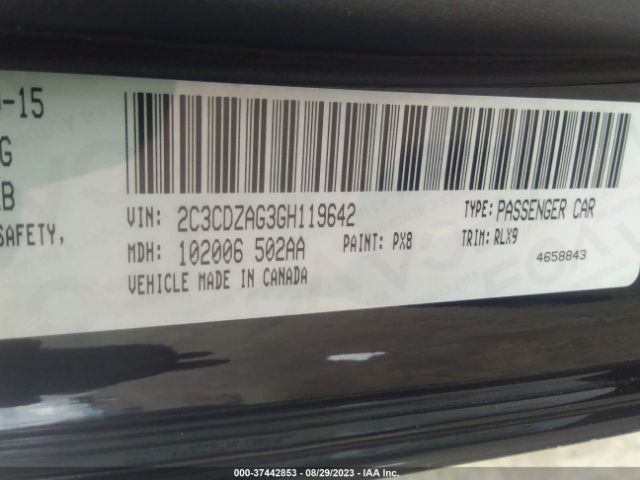 -15
G
B
SAFETY,
VIN: 2C3CDZAG3GH119642
TYPE: PASSENGER CAR
MDH: 102006 502AA
PAINT: PX8
TRIM: RLX9
VEHICLE MADE IN CANADA
4658843
000-37442853 - 08/29/2023 - IAA Inc.